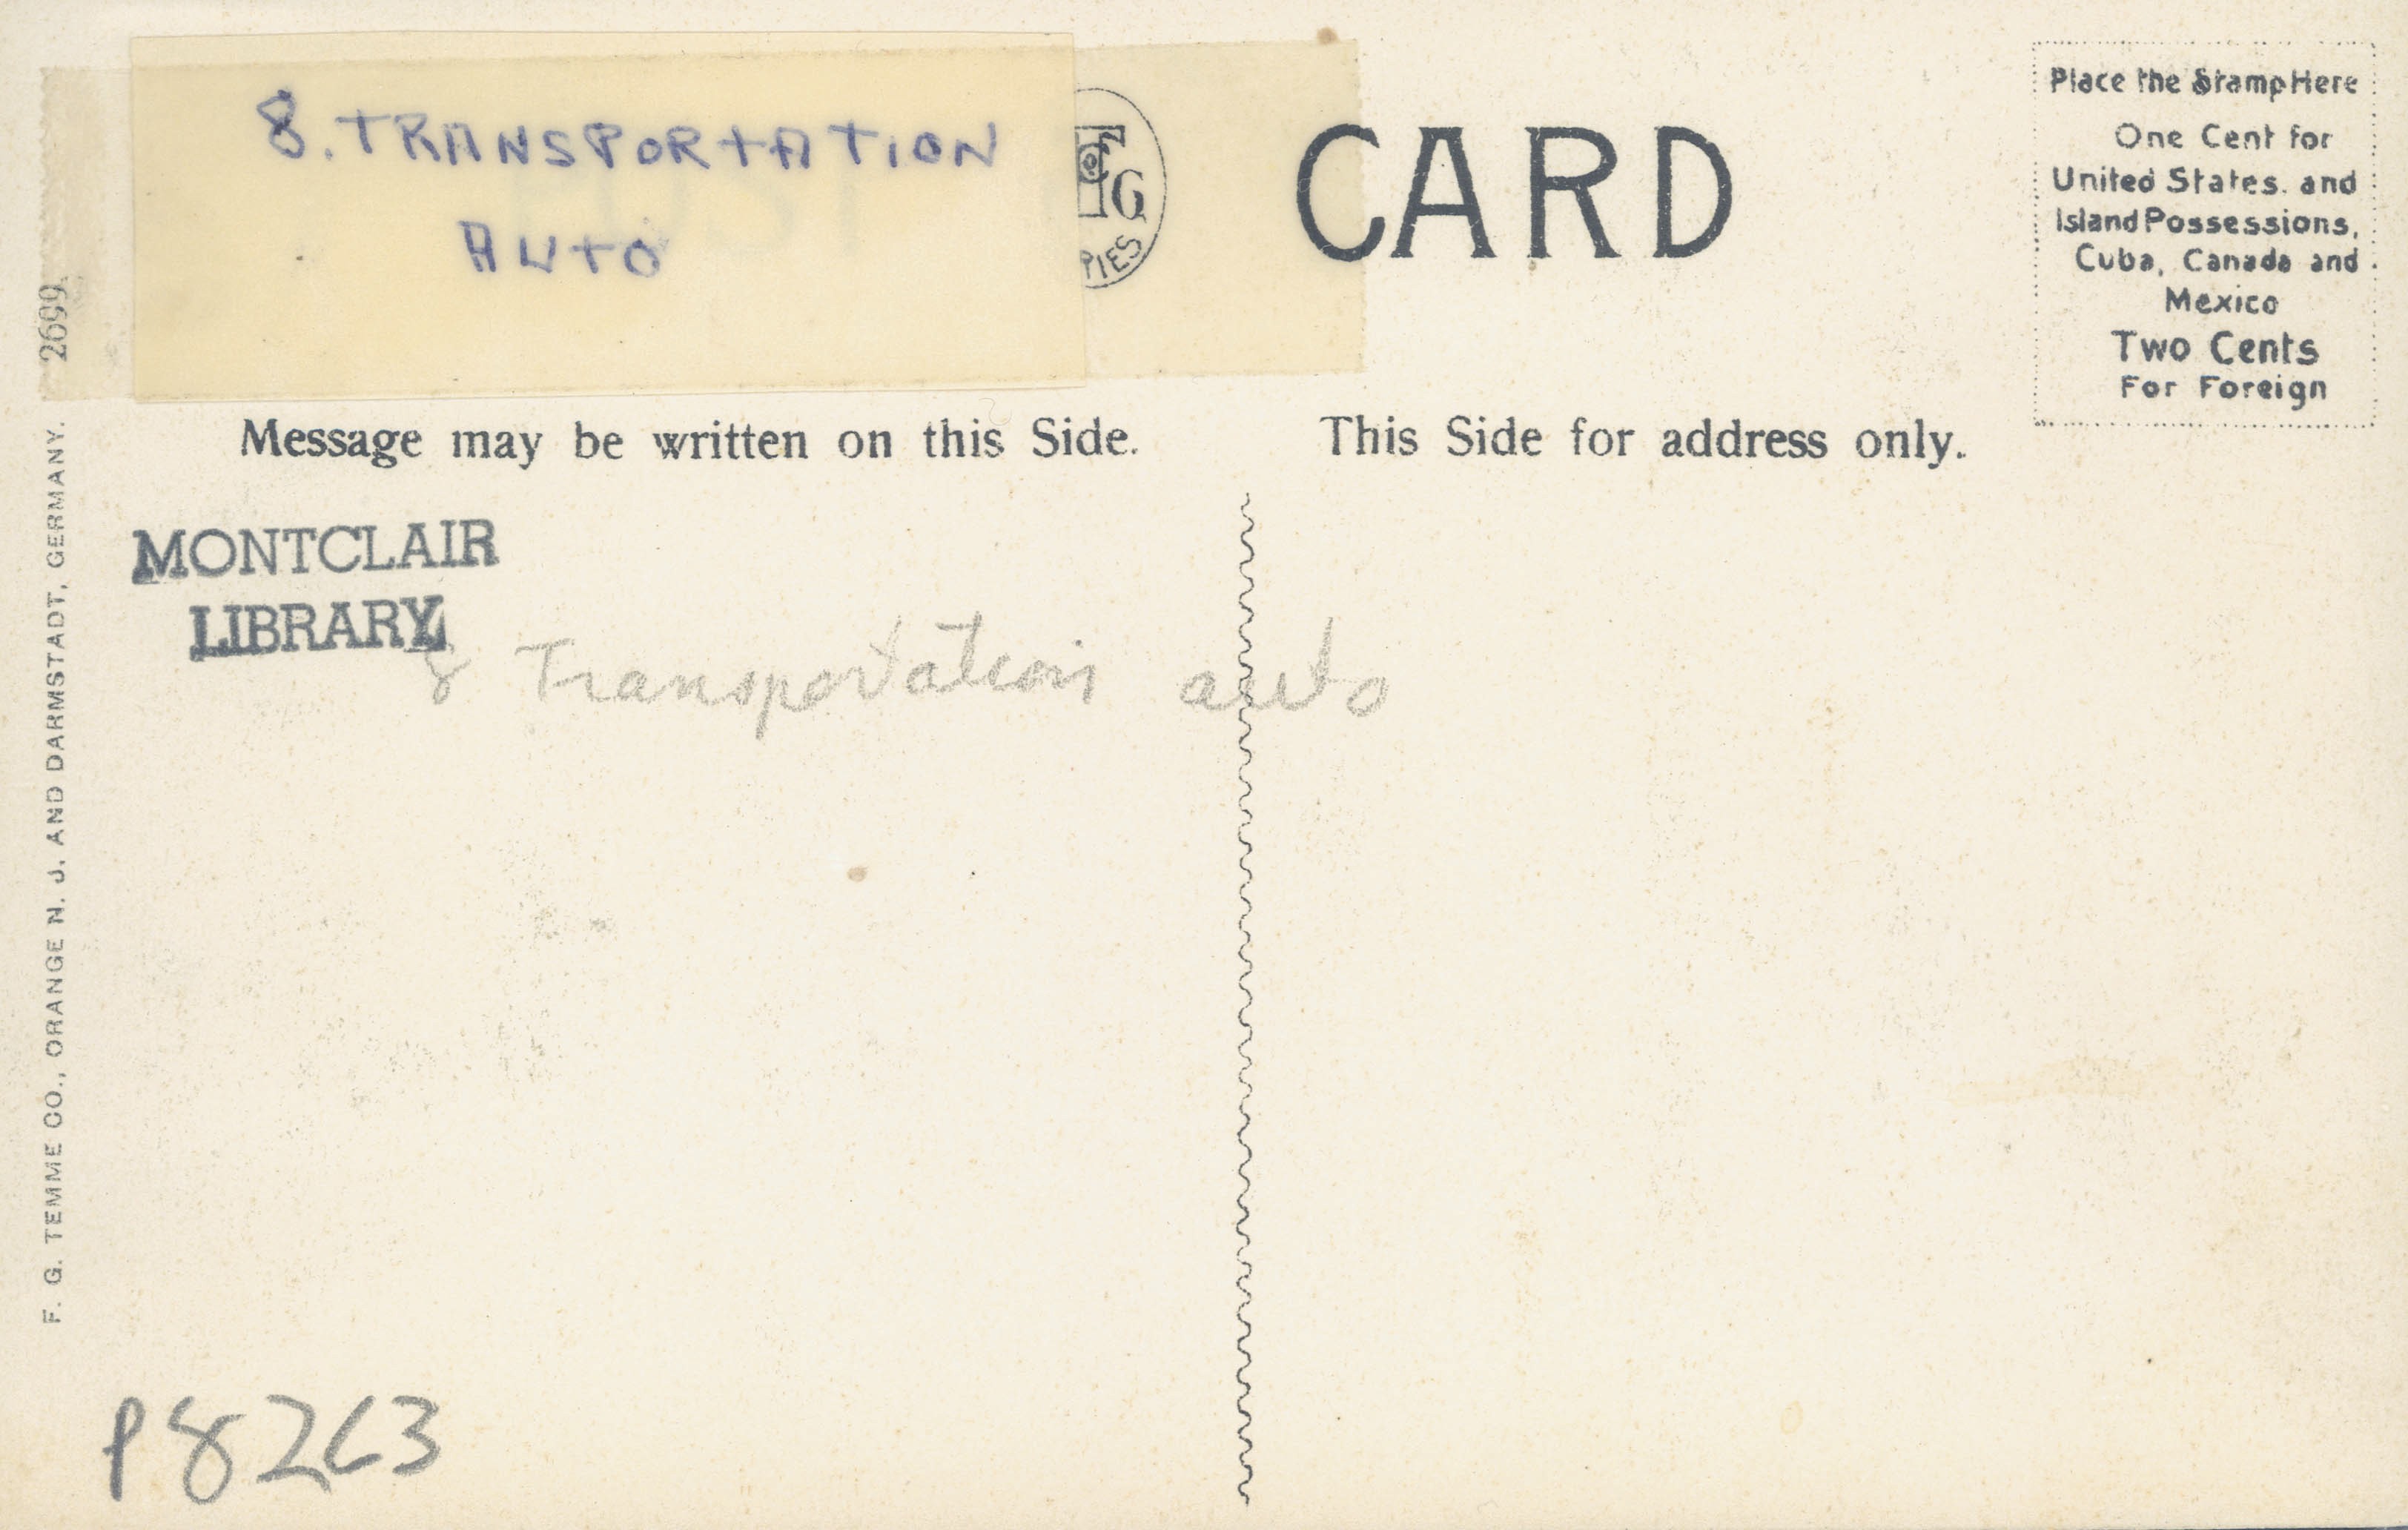 8. TRANSPORTATION
AUTO
G
PIES
CARD
Place the Stamp Here
One Cent for
United States. and
Island Possessions,
Cuba, Canada and
Mexico
Two Cents
For Foreign
Message may be written on this Side.
This Side for address only.
MONTCLAIR
LIBRARY
8 Transportation auto
F. G. TEMME CO., ORANGE N. J. AND DARMSTADT, GERMANY. 2699.
P8263